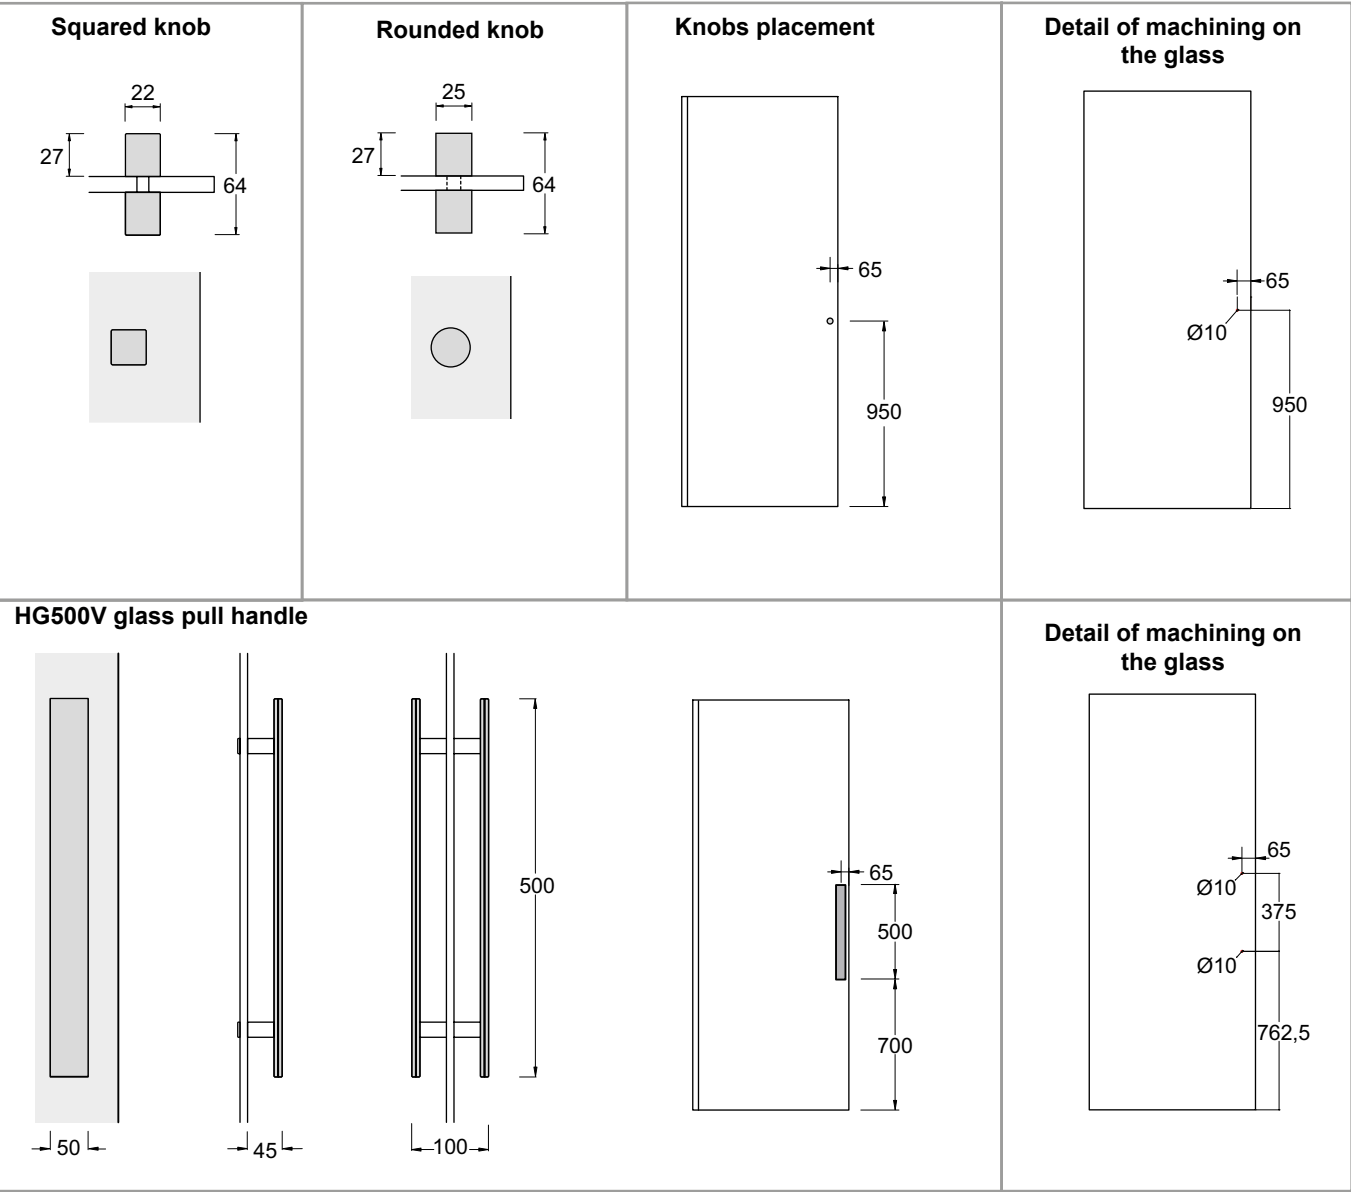 Squared knob
22
27
64
Rounded knob
25
27
64
Knobs placement
65
950
Detail of machining on
the glass
65
Ø10
950
HG500V glass pull handle
50
45
100
500
65
500
700
Detail of machining on
the glass
65
Ø10
375
Ø10
762,5